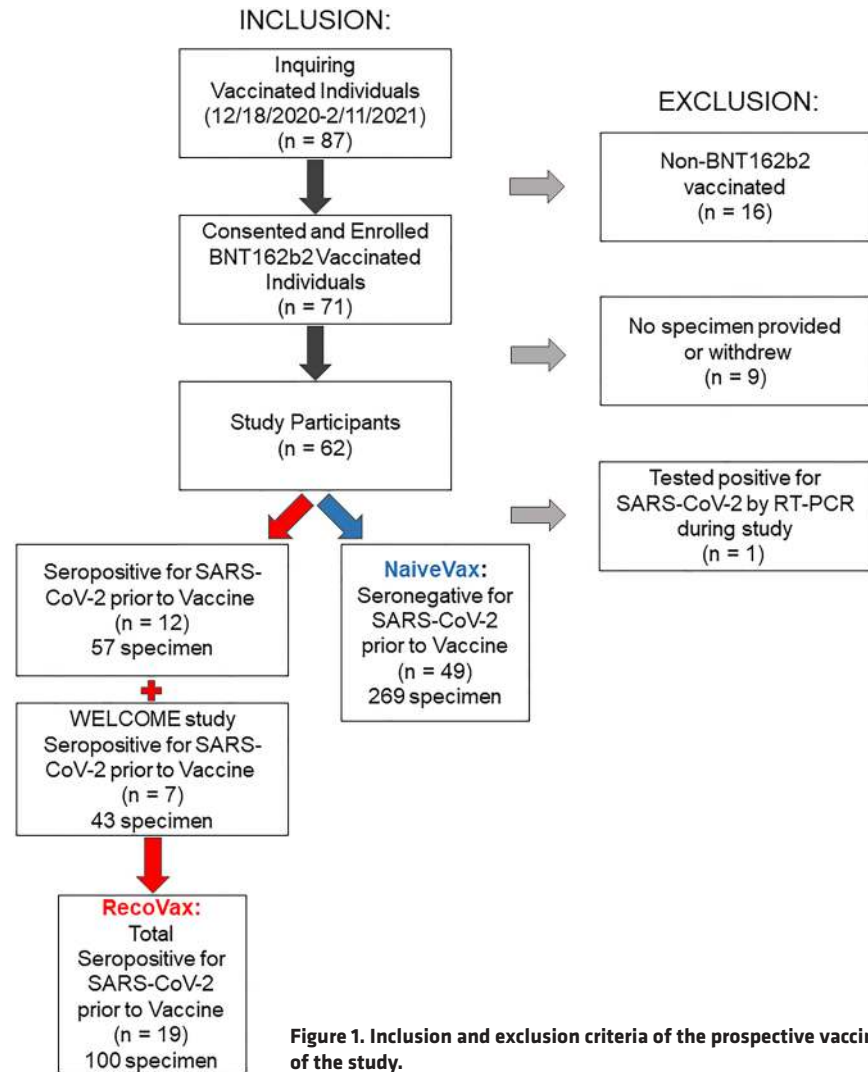 INCLUSION:
Inquiring
Vaccinated Individuals
(12/18/2020-2/11/2021)
(n = 87)
EXCLUSION:
Non-BNT162b2
vaccinated
(n = 16)
Consented and Enrolled
BNT162b2 Vaccinated
Individuals
(n = 71)
No specimen provided
or withdrew
(n = 9)
Study Participants
(n = 62)
Tested positive for
SARS-CoV-2 by RT-PCR
during study
(n = 1)
Seropositive for SARS-
CoV-2 prior to Vaccine
(n = 12)
57 specimen
NaiveVax:
Seronegative for
SARS-CoV-2
prior to Vaccine
(n = 49)
269 specimen
+
WELCOME study
Seropositive for SARS-
CoV-2 prior to Vaccine
(n = 7)
43 specimen
RecoVax:
Total
Seropositive for
SARS-CoV-2
prior to Vaccine
(n = 19)
100 specimen
Figure 1. Inclusion and exclusion criteria of the prospective
of the study.